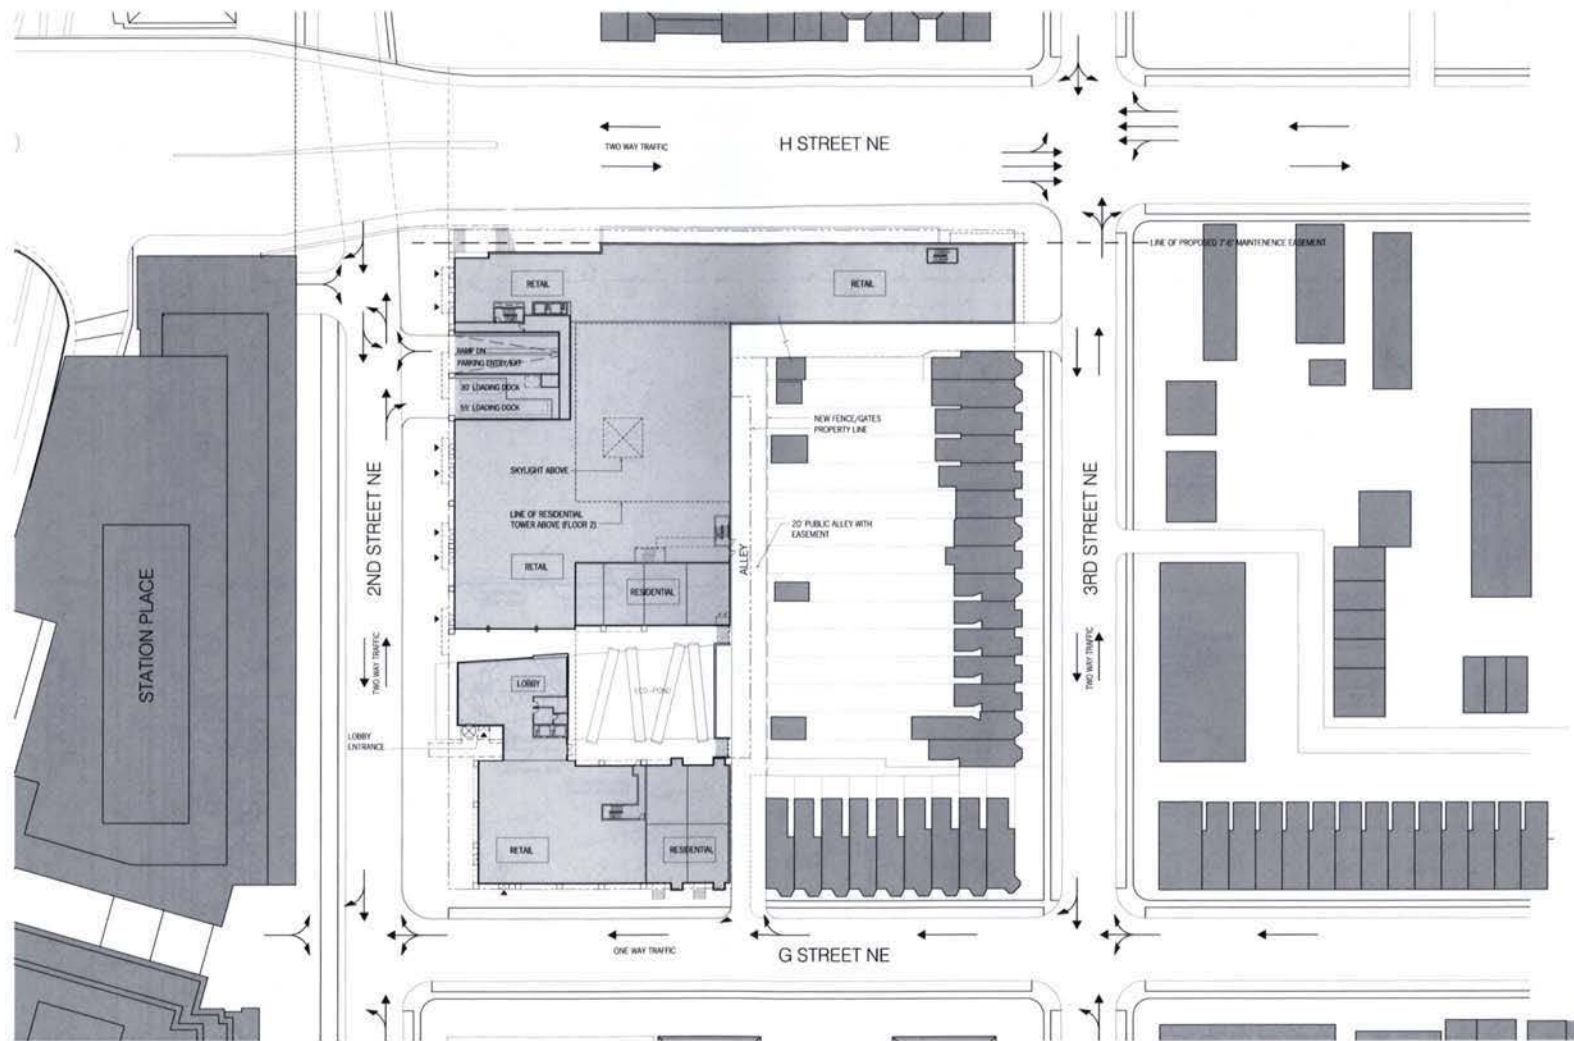 H STREET NE
TWO WAY TRAFFIC
LINE OF PROPOSED 7'-6" MAINTENENCE EASEMENT
RETAIL
RETAIL
RAMP DN
PARKING ENTRY/EXIT
30' LOADING DOCK
55' LOADING DOCK
NEW FENCE/GATES
PROPERTY LINE
SKYLIGHT ABOVE
LINE OF RESIDENTIAL
TOWER ABOVE (FLOOR 2)
20' PUBLIC ALLEY WITH
EASEMENT
ALLEY
2ND STREET NE
3RD STREET NE
STATION PLACE
RETAIL
RESIDENTIAL
TWO WAY TRAFFIC
TWO WAY TRAFFIC
LOBBY
ECO-POND
LOBBY
ENTRANCE
RETAIL
RESIDENTIAL
ONE WAY TRAFFIC
G STREET NE